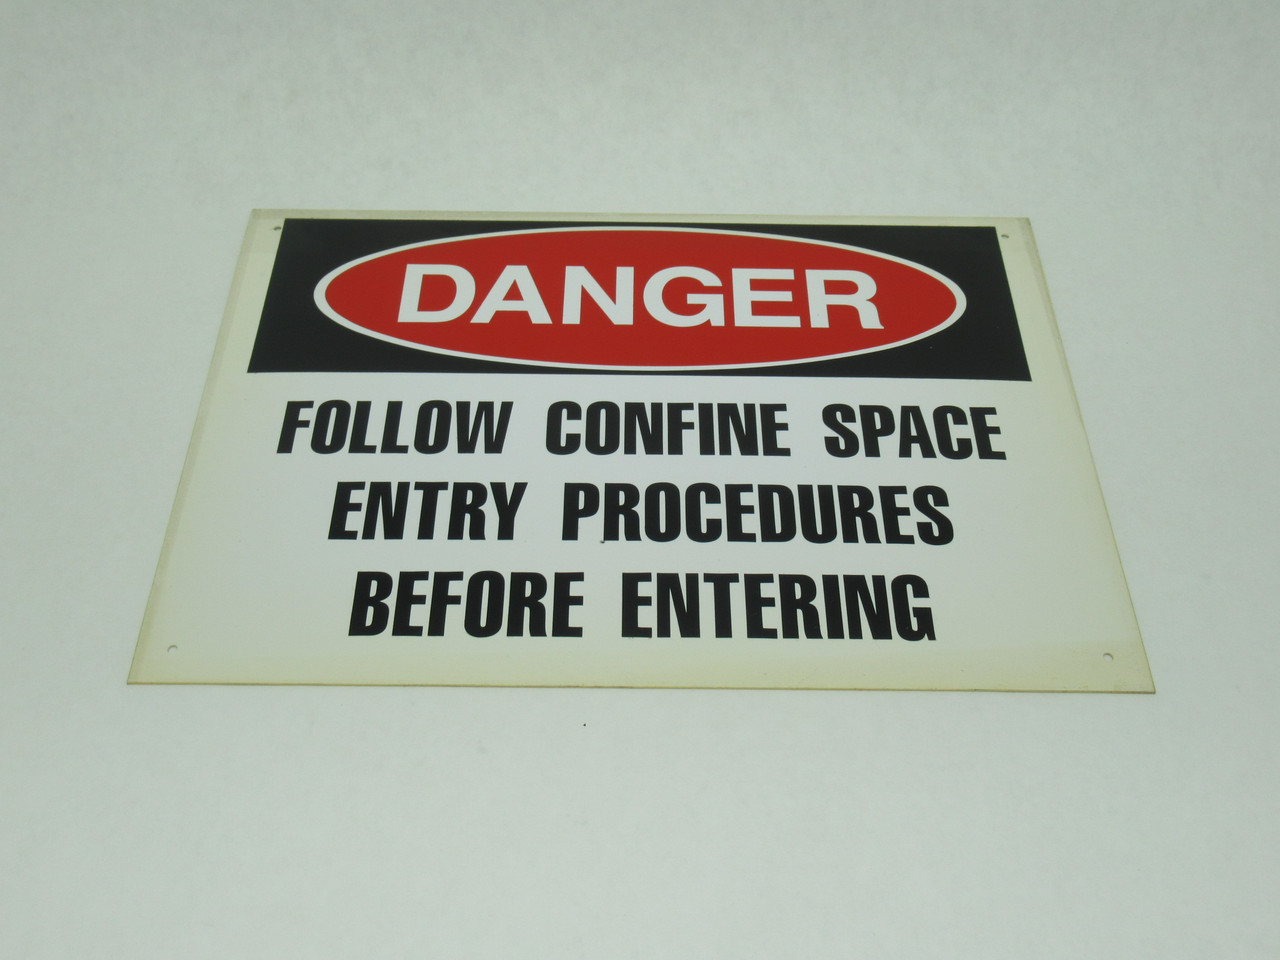 DANGER
FOLLOW CONFINE SPACE
ENTRY PROCEDURES
BEFORE ENTERING